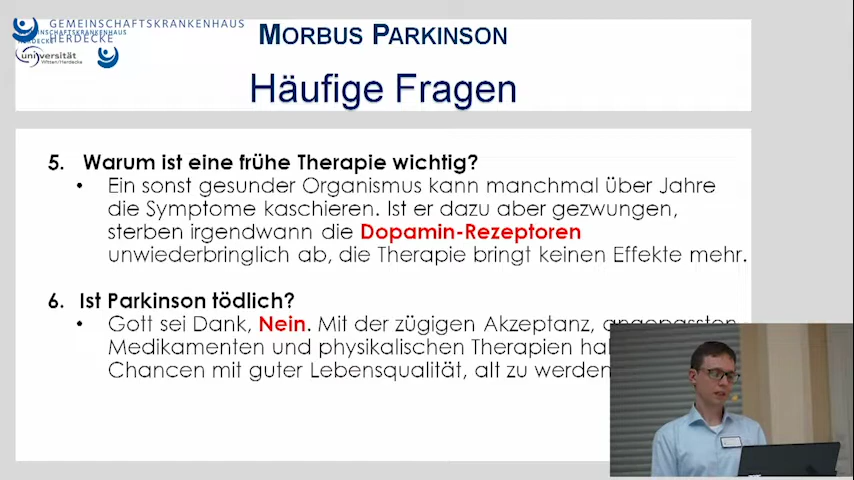 GEMEINSCHAFTSKRANKENHAUS
HERDECKE
GEMEINSCHAFTSKRANKENHAUS
HERDECKE
universität
Witten/Herdecke
MORBUS PARKINSON
Häufige Fragen
5. Warum ist eine frühe Therapie wichtig?
• Ein sonst gesunder Organismus kann manchmal über Jahre
die Symptome kaschieren. Ist er dazu aber gezwungen,
sterben irgendwann die Dopamin-Rezeptoren
unwiederbringlich ab, die Therapie bringt keinen Effekte mehr.
6. Ist Parkinson tödlich?
• Gott sei Dank, Nein. Mit der zügigen Akzeptanz, angepassten
Medikamenten und physikalischen Therapien
Chancen mit guter Lebensqualität, alt zu werden